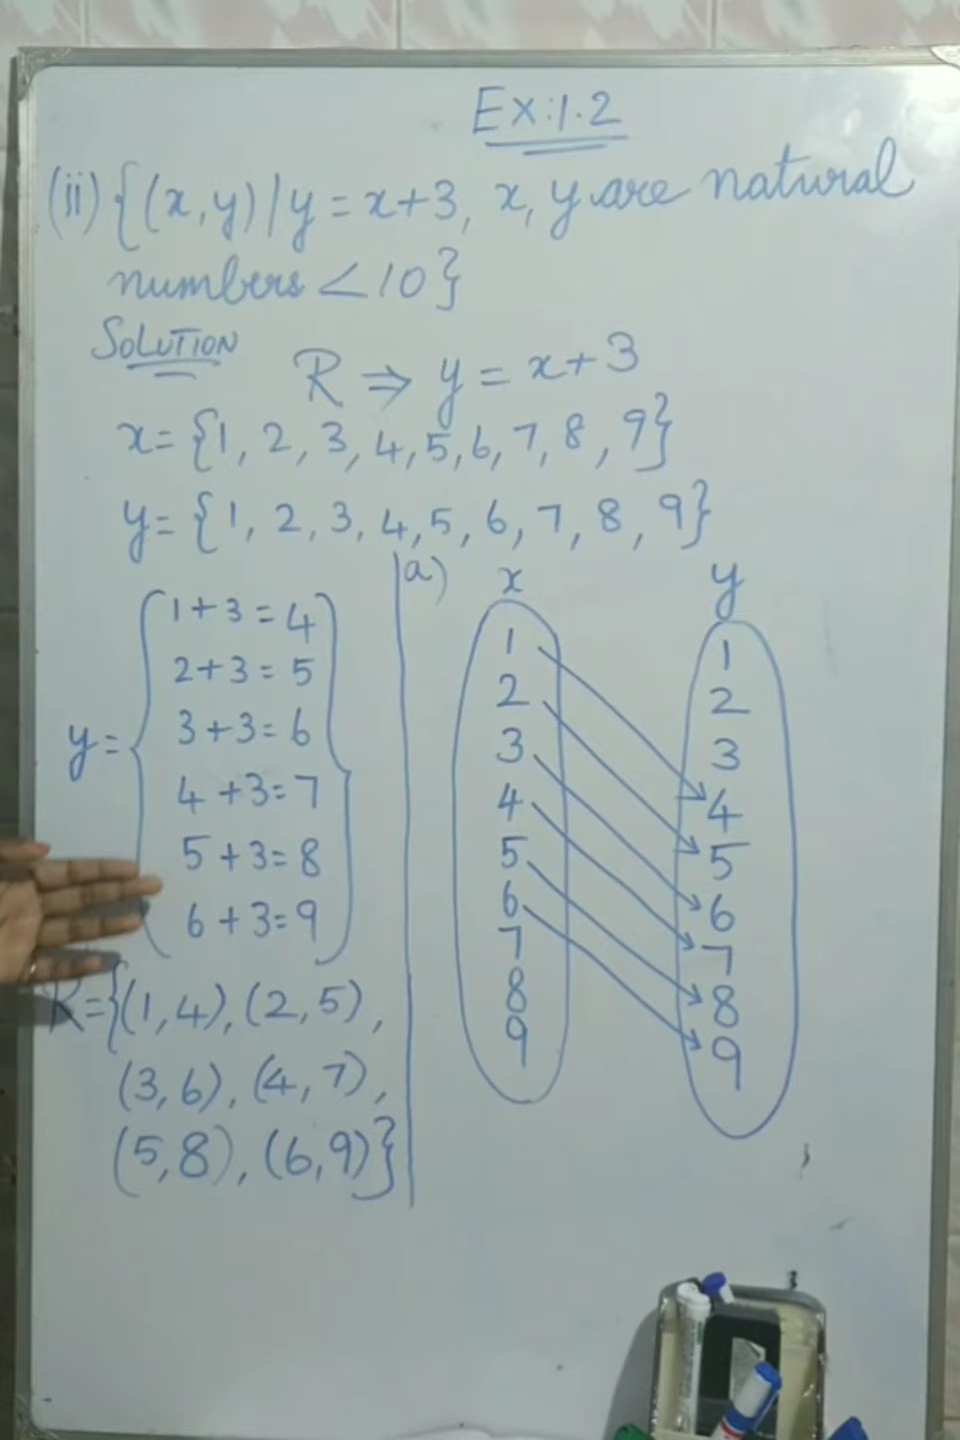 Ex:1.2
(ii) {(x,y)/y = x+3, x, y are natural
numbers <10}
SOLUTION
R ⇒ y = x+3
x= {1, 2, 3, 4, 5, 6, 7, 8, 9}
y= {1, 2, 3, 4, 5, 6, 7, 8, 9}
1+3=4
2+3=5
3+3=6
y=
4+3=7
5+3=8
6+3=9
R={(1,4), (2,5),
(3,6), (4,7),
(5,8), (6,9)}
a) x y
1 1
2 2
3 3
4 4
5 5
6 6
7 7
8 8
9 9